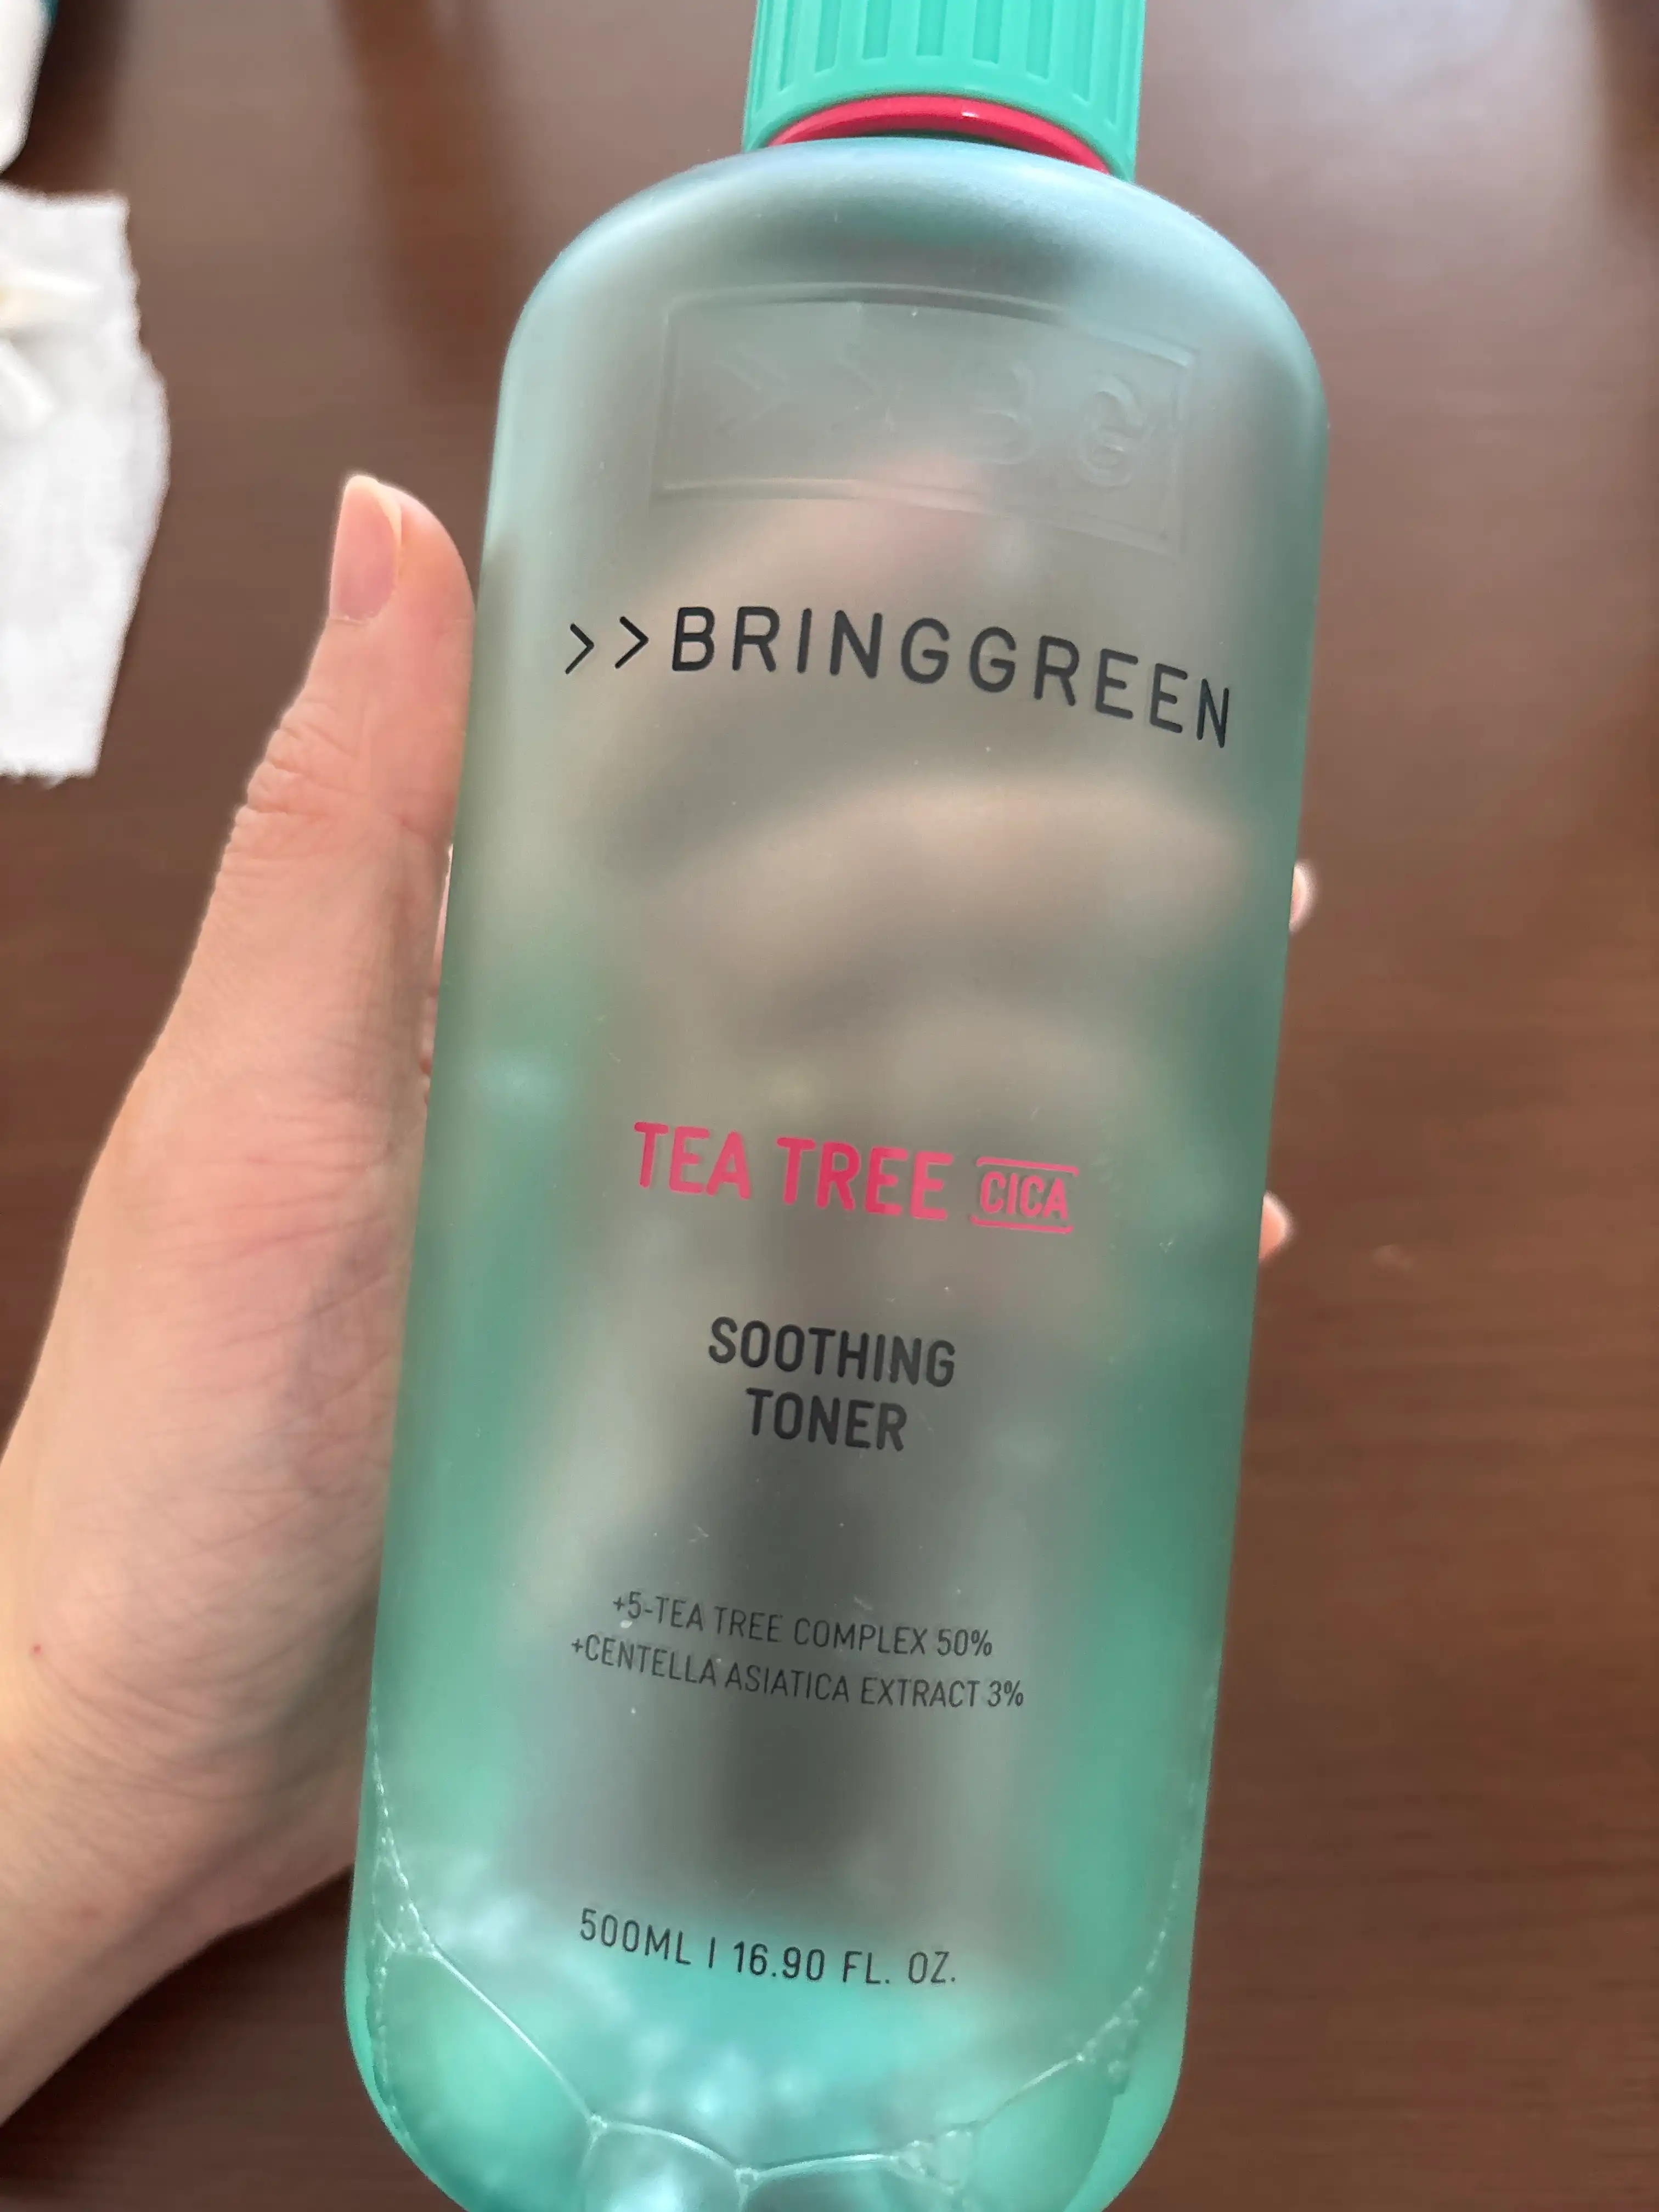 >>BRINGGREEN
TEA TREE CICA
SOOTHING
TONER
+5-TEA TREE COMPLEX 50%
+CENTELLA ASIATICA EXTRACT 3%
500ML | 16.90 FL. OZ.